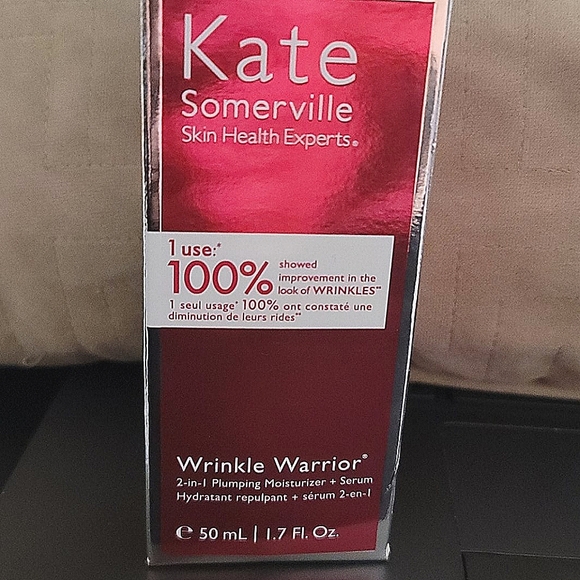 Kate
Somerville
Skin Health Experts®
1 use:*
100% showed
improvement in the
look of WRINKLES**
1 seul usage* 100% ont constaté une
diminution de leurs rides**
Wrinkle Warrior®
2-in-1 Plumping Moisturizer + Serum
Hydratant repulpant + sérum 2-en-1
℮ 50 mL | 1.7 Fl. Oz.